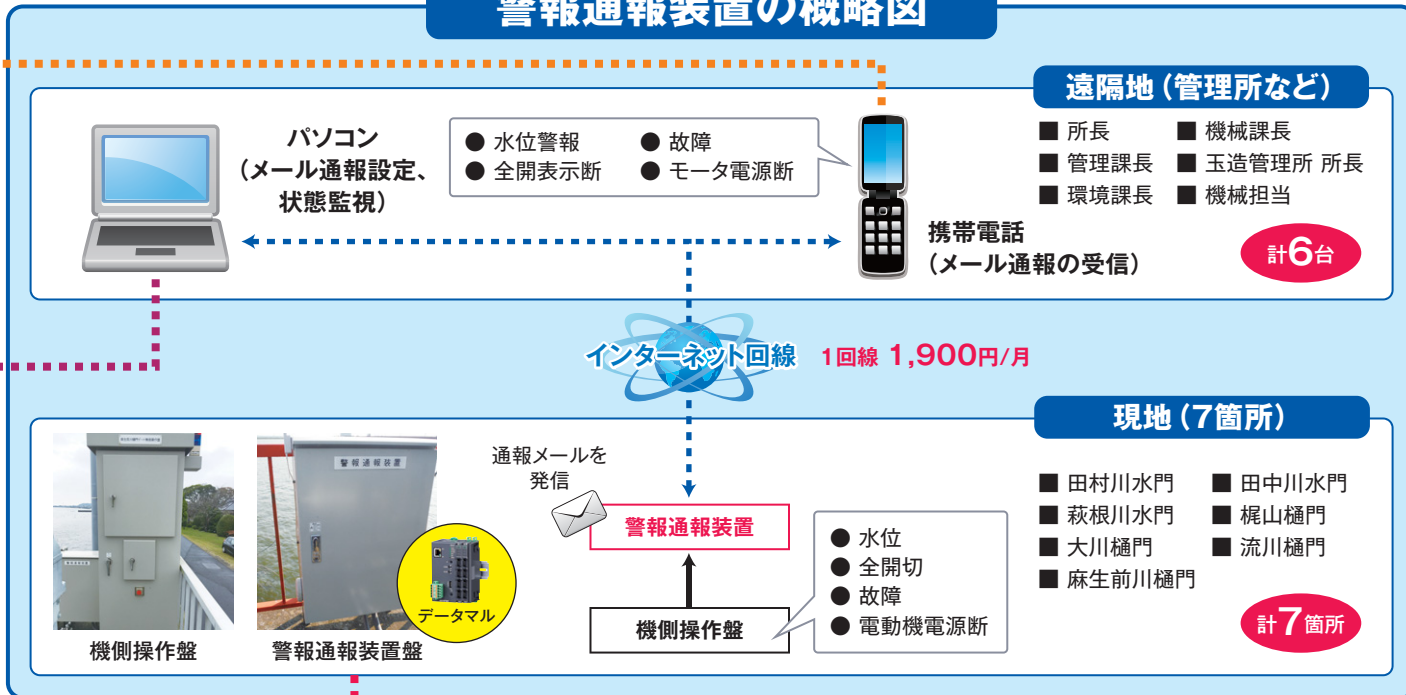 警報通報装置の概略図
遠隔地（管理所など）
パソコン
（メール通報設定、
状態監視）
● 水位警報 ● 故障
● 全開表示断 ● モータ電源断
携帯電話
（メール通報の受信）
■ 所長 ■ 機械課長
■ 管理課長 ■ 玉造管理所 所長
■ 環境課長 ■ 機械担当
計6台
インターネット回線 1回線 1,900円/月
現地（7箇所）
警報通報装置
データマル
機側操作盤
警報通報装置盤
通報メールを
発信
警報通報装置
機側操作盤
● 水位
● 全開切
● 故障
● 電動機電源断
■ 田村川水門 ■ 田中川水門
■ 萩根川水門 ■ 梶山樋門
■ 大川樋門 ■ 流川樋門
■ 麻生前川樋門
計7箇所